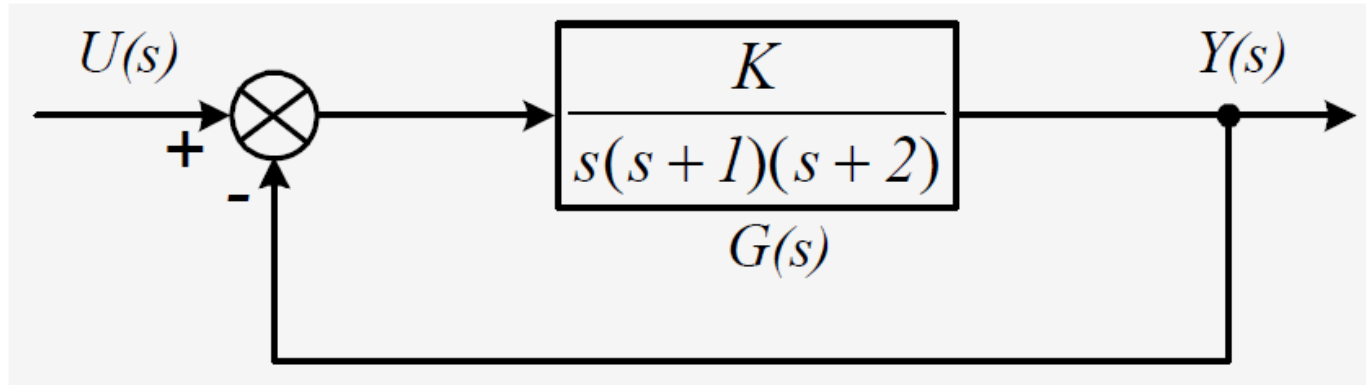 U(s)
+
-
K
s(s + 1)(s + 2)
G(s)
Y(s)